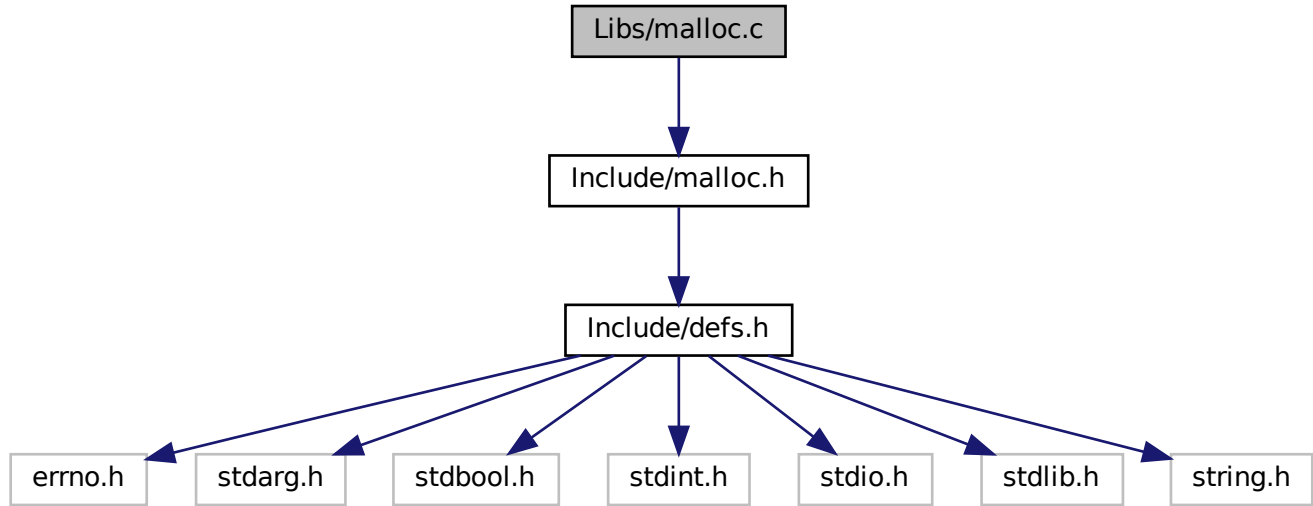 Libs/malloc.c
Include/malloc.h
Include/defs.h
errno.h
stdarg.h
stdbool.h
stdint.h
stdio.h
stdlib.h
string.h